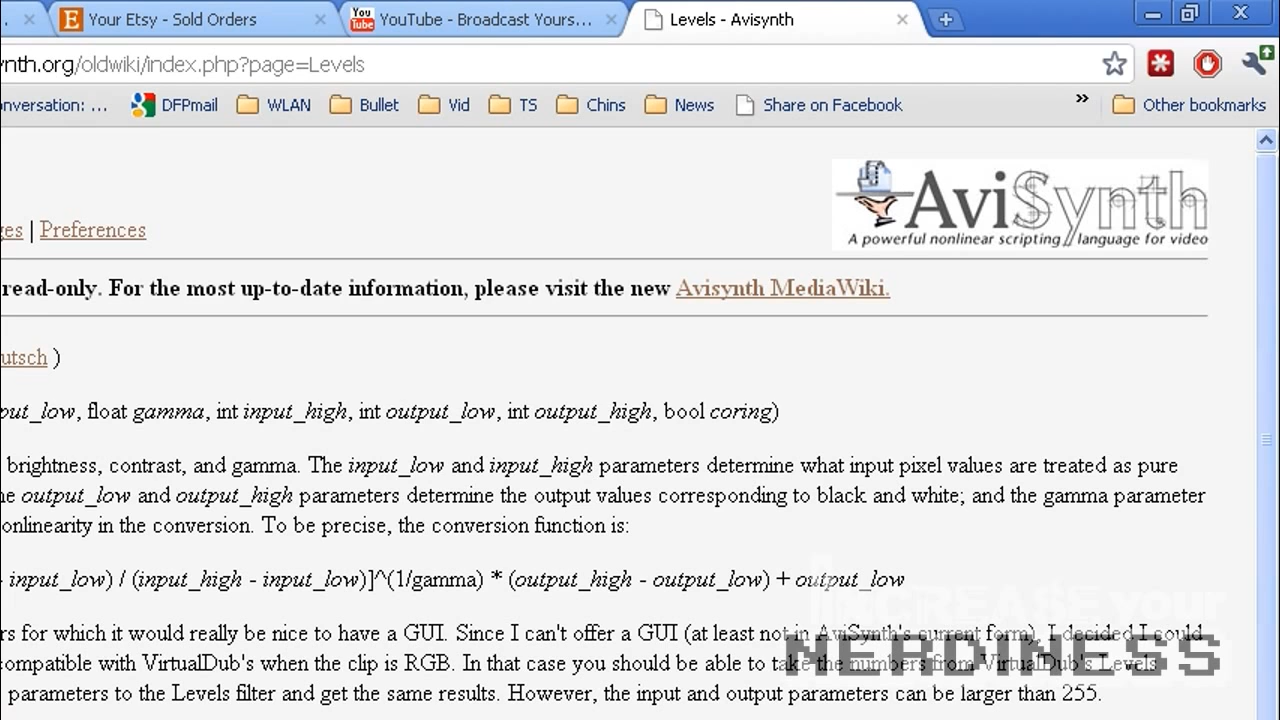 Your Etsy - Sold Orders
YouTube - Broadcast Yours...
Levels - Avisynth
nth.org/oldwiki/index.php?page=Levels
onversation: ...
DFPmail
WLAN
Bullet
Vid
TS
Chins
News
Share on Facebook
»
Other bookmarks
AviSynth
A powerful nonlinear scripting language for video
ges | Preferences
read-only. For the most up-to-date information, please visit the new Avisynth MediaWiki.
utsch )
put_low, float gamma, int input_high, int output_low, int output_high, bool coring)
brightness, contrast, and gamma. The input_low and input_high parameters determine what input pixel values are treated as pure
ne output_low and output_high parameters determine the output values corresponding to black and white; and the gamma parameter
onlinearity in the conversion. To be precise, the conversion function is:
- input_low) / (input_high - input_low)]^(1/gamma) * (output_high - output_low) + output_low
rs for which it would really be nice to have a GUI. Since I can't offer a GUI (at least not in AviSynth's current form), I decided I could
compatible with VirtualDub's when the clip is RGB. In that case you should be able to take the numbers from VirtualDub's Levels
parameters to the Levels filter and get the same results. However, the input and output parameters can be larger than 255.
INCREASE your
NERDINESS